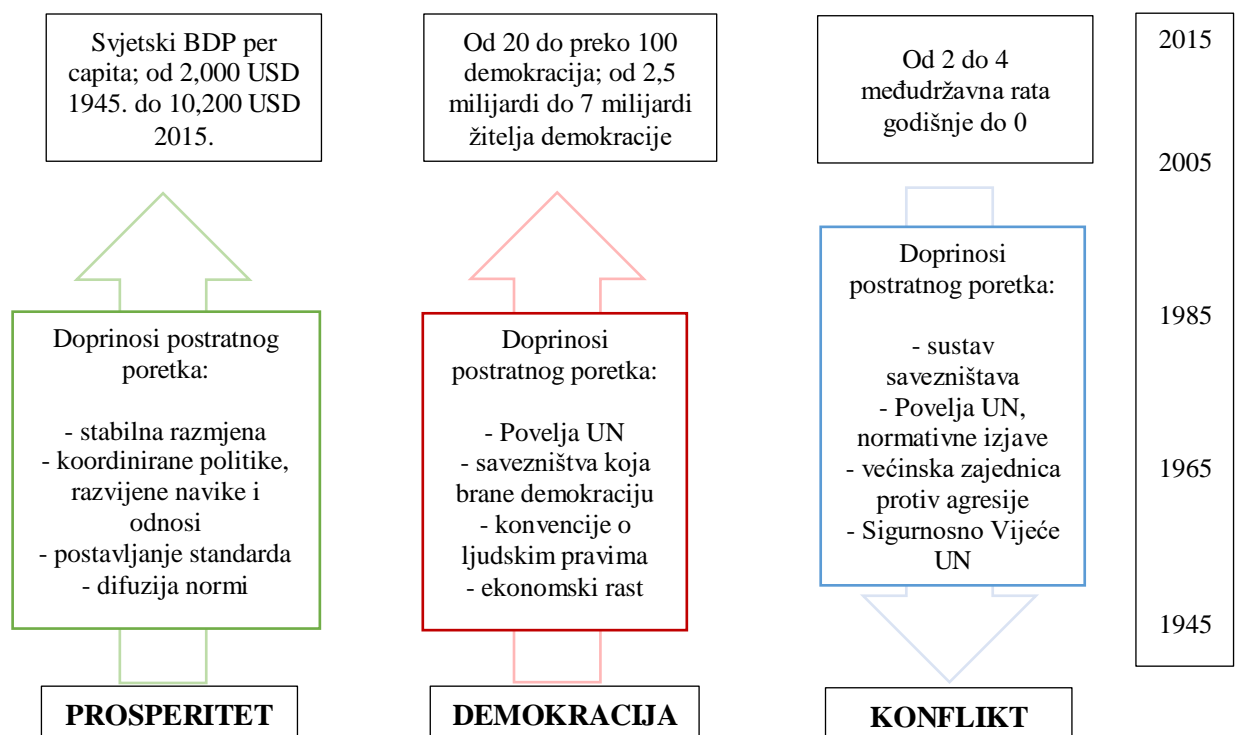 Svjetski BDP per
capita; od 2,000 USD
1945. do 10,200 USD
2015.
Od 20 do preko 100
demokracija; od 2,5
milijardi do 7 milijardi
žitelja demokracije
Od 2 do 4
međudržavna rata
godišnje do 0
Doprinosi postratnog
poretka:
- stabilna razmjena
- koordinirane politike,
razvijene navike i
odnosi
- postavljanje standarda
- difuzija normi
Doprinosi
postratnog poretka:
- Povelja UN
- savezništva koja
brane demokraciju
- konvencije o
ljudskim pravima
- ekonomski rast
Doprinosi
postratnog poretka:
- sustav
savezništava
- Povelja UN,
normativne izjave
- većinska zajednica
protiv agresije
- Sigurnosno Vijeće
UN
PROSPERITET
DEMOKRACIJA
KONFLIKT
2015
2005
1985
1965
1945